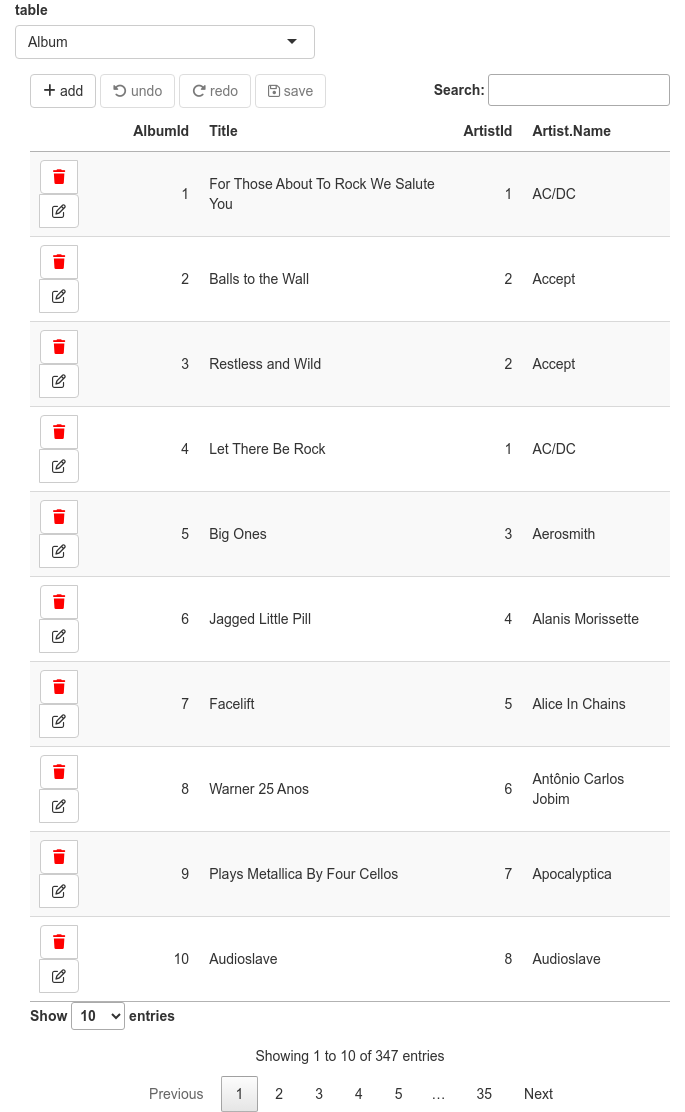 table
Album
add undo redo save Search:
AlbumId Title ArtistId Artist.Name
1 For Those About To Rock We Salute You 1 AC/DC
2 Balls to the Wall 2 Accept
3 Restless and Wild 2 Accept
4 Let There Be Rock 1 AC/DC
5 Big Ones 3 Aerosmith
6 Jagged Little Pill 4 Alanis Morissette
7 Facelift 5 Alice In Chains
8 Warner 25 Anos 6 Antônio Carlos Jobim
9 Plays Metallica By Four Cellos 7 Apocalyptica
10 Audioslave 8 Audioslave
Show 10 entries
Showing 1 to 10 of 347 entries
Previous 1 2 3 4 5 … 35 Next